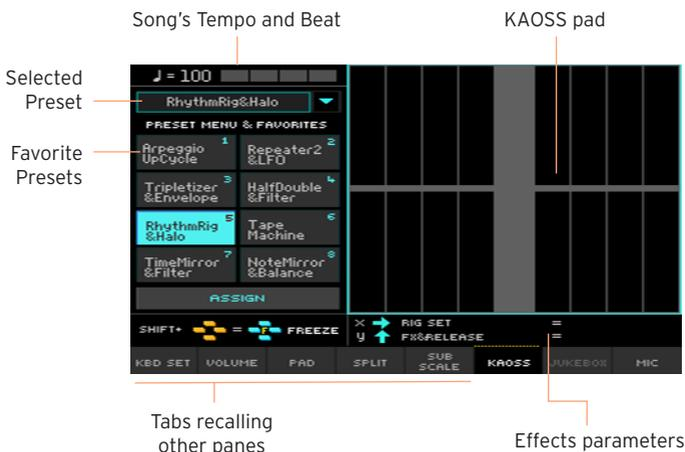 Song's Tempo and Beat
KAOSS pad
Selected
Preset
Favorite
Presets
♩ = 100
RhythmRig&Halo
PRESET MENU & FAVORITES
Arpeggio UpCycle 1
Repeater2 &LFO 2
Tripletizer &Envelope 3
HalfDouble &Filter 4
RhythmRig &Halo 5
Tape Machine 6
TimeMirror &Filter 7
NoteMirror &Balance 8
ASSIGN
SHIFT+ = F FREEZE
x → RIG SET =
y ↑ FX&RELEASE =
KBD SET VOLUME PAD SPLIT SUB SCALE KAOSS JUKEBOX MIC
Tabs recalling
other panes
Effects parameters